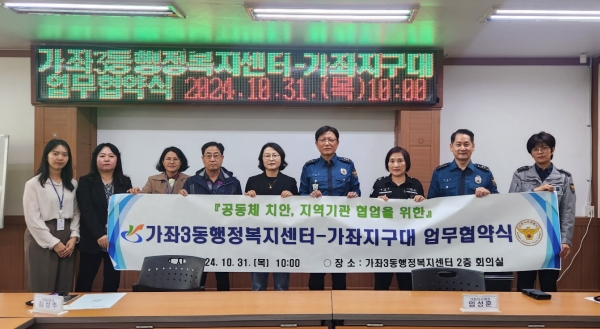 가좌3동행정복지센터-가좌지구대
업무협약식 2024.10.31.(목)10:00
『공동체 치안, 지역기관 협업을 위한』
가좌3동행정복지센터-가좌지구대 업무협약식
24. 10. 31.(목) 10:00 ○ 장 소 : 가좌3동행정복지센터 2층 회의실
임성훈